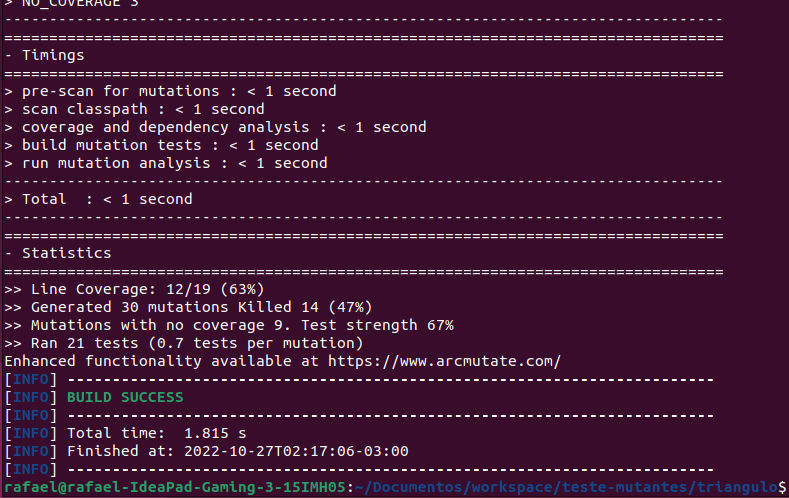 > NO_COVERAGE 3
--------------------------------------------------------------------------------
================================================================================
- Timings
================================================================================
> pre-scan for mutations : < 1 second
> scan classpath : < 1 second
> coverage and dependency analysis : < 1 second
> build mutation tests : < 1 second
> run mutation analysis : < 1 second
--------------------------------------------------------------------------------
> Total  : < 1 second
--------------------------------------------------------------------------------
================================================================================
- Statistics
================================================================================
>> Line Coverage: 12/19 (63%)
>> Generated 30 mutations Killed 14 (47%)
>> Mutations with no coverage 9. Test strength 67%
>> Ran 21 tests (0.7 tests per mutation)
Enhanced functionality available at https://www.arcmutate.com/
[INFO] ------------------------------------------------------------------------
[INFO] BUILD SUCCESS
[INFO] ------------------------------------------------------------------------
[INFO] Total time:  1.815 s
[INFO] Finished at: 2022-10-27T02:17:06-03:00
[INFO] ------------------------------------------------------------------------
rafael@rafael-IdeaPad-Gaming-3-15IMH05:~/Documentos/workspace/teste-mutantes/triangulo$